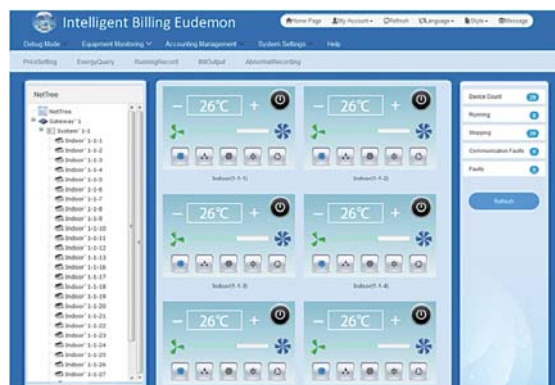 Intelligent Billing Eudemon
Home Page My Account Refresh Language Style Message
Debug Mode Equipment Monitoring Accounting Management System Settings Help
PriceSetting EnergyQuery RunningRecord BillOutput AbnormalRecording
NetTree
NetTree
Gateway~1
System~1-1
Indoor~1-1-1
Indoor~1-1-2
Indoor~1-1-3
Indoor~1-1-4
Indoor~1-1-5
Indoor~1-1-6
Indoor~1-1-7
Indoor~1-1-8
Indoor~1-1-9
Indoor~1-1-10
Indoor~1-1-11
Indoor~1-1-12
Indoor~1-1-13
Indoor~1-1-16
Indoor~1-1-17
Indoor~1-1-18
Indoor~1-1-19
Indoor~1-1-20
Indoor~1-1-21
Indoor~1-1-22
Indoor~1-1-23
Indoor~1-1-24
Indoor~1-1-25
Indoor~1-1-26
Indoor~1-1-27
26°C
26°C
Indoor(1-1-1)
Indoor(1-1-2)
26°C
26°C
Indoor(1-1-3)
Indoor(1-1-4)
26°C
26°C
Device Count
Running
Stopping
Communication Faults
Faults
Refresh